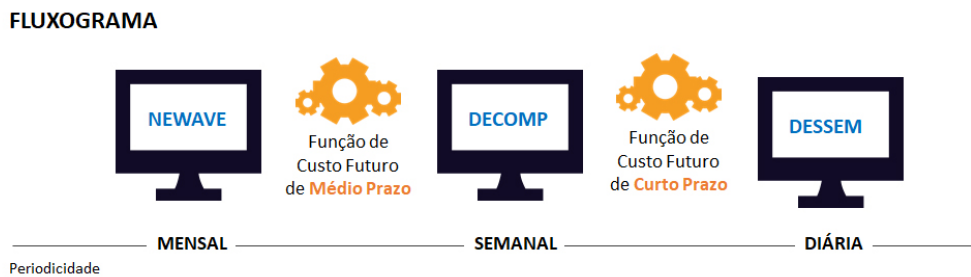 FLUXOGRAMA
NEWAVE
Função de
Custo Futuro
de Médio Prazo
DECOMP
Função de
Custo Futuro
de Curto Prazo
DESSEM
MENSAL
SEMANAL
DIÁRIA
Periodicidade